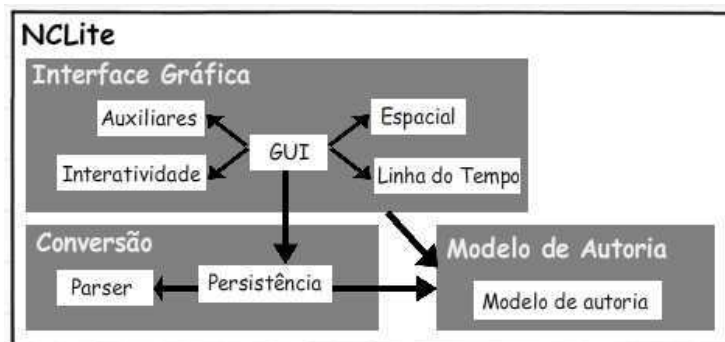 NCLite
Interface Gráfica
Auxiliares
Espacial
GUI
Interatividade
Linha do Tempo
Conversão
Modelo de Autoria
Parser
Persistência
Modelo de autoria